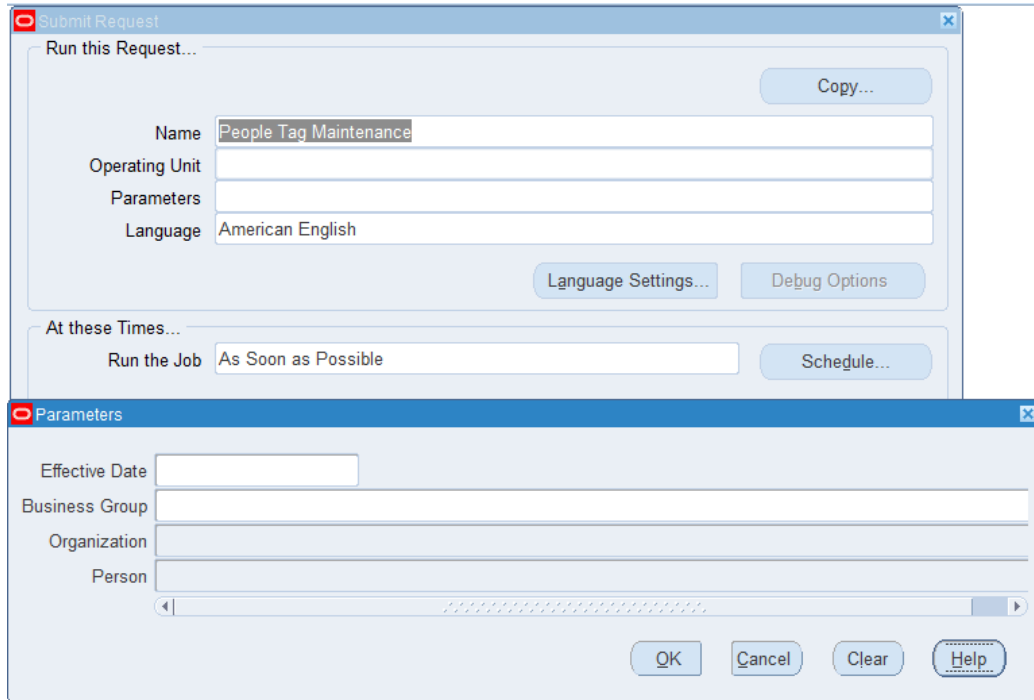 Submit Request
Run this Request...
Copy...
Name People Tag Maintenance
Operating Unit
Parameters
Language American English
Language Settings... Debug Options
At these Times...
Run the Job As Soon as Possible Schedule...
Parameters
Effective Date
Business Group
Organization
Person
OK Cancel Clear Help